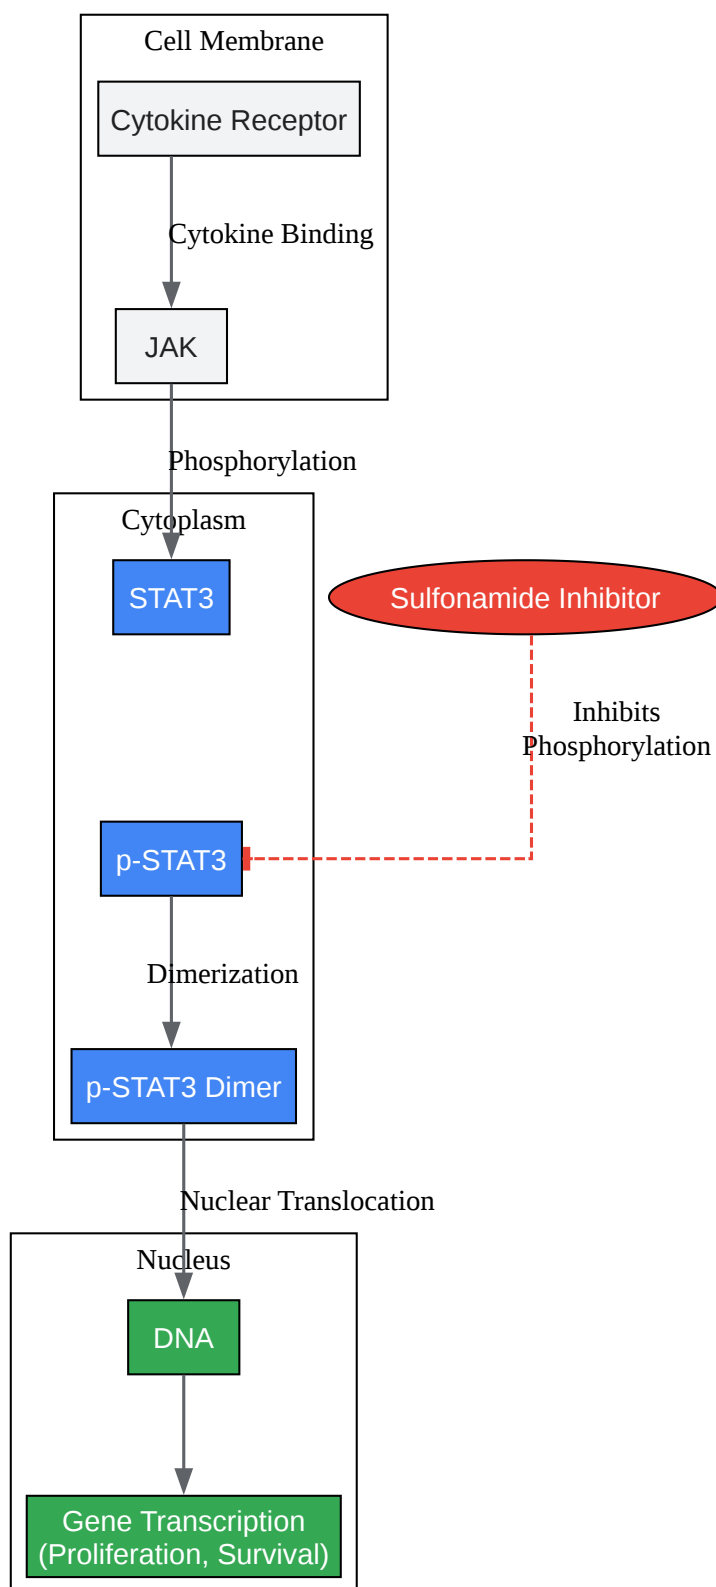 Cell Membrane
Cytokine Receptor
Cytokine Binding
JAK
Phosphorylation
Cytoplasm
STAT3
Sulfonamide Inhibitor
Inhibits
Phosphorylation
p-STAT3
Dimerization
p-STAT3 Dimer
Nuclear Translocation
Nucleus
DNA
Gene Transcription
(Proliferation, Survival)